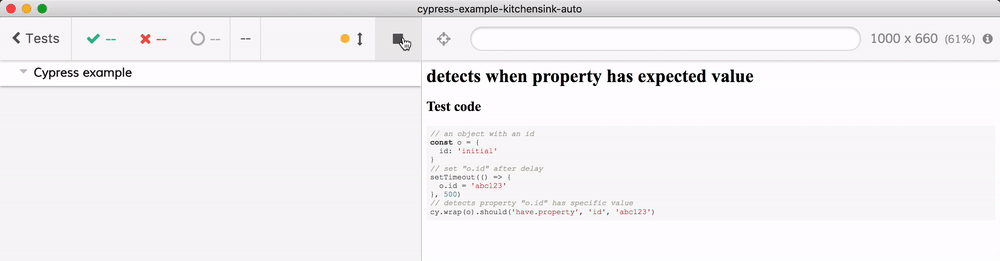 cypress-example-kitchensink-auto
Tests -- -- -- -- 1000 x 660 (61%)
Cypress example
detects when property has expected value
Test code
// an object with an id
const o = {
  id: 'initial'
}
// set "o.id" after delay
setTimeout(() => {
  o.id = 'abc123'
}, 500)
// detects property "o.id" has specific value
cy.wrap(o).should('have.property', 'id', 'abc123')